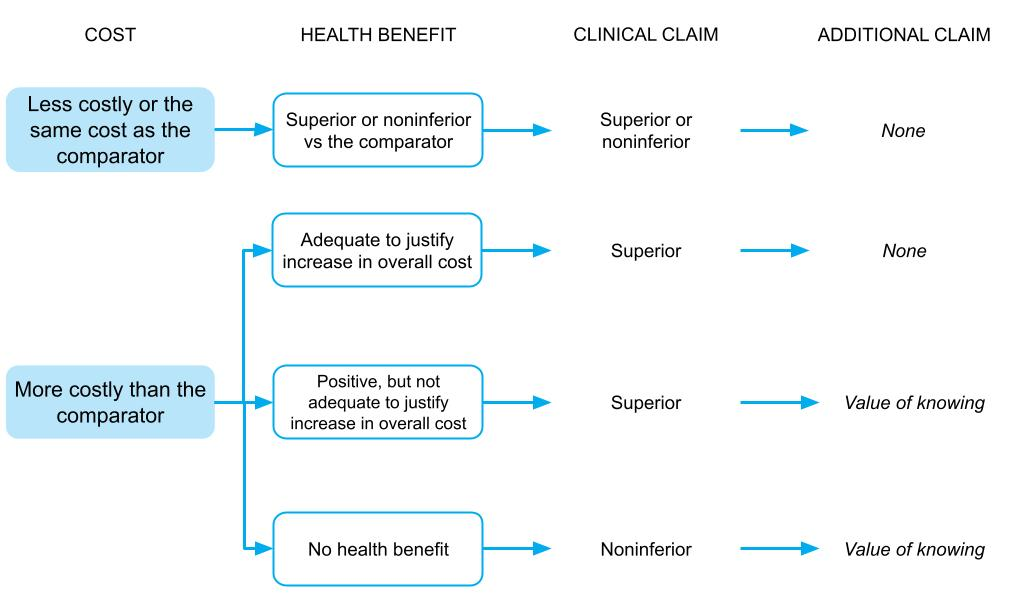 COST
HEALTH BENEFIT
CLINICAL CLAIM
ADDITIONAL CLAIM
Less costly or the
same cost as the
comparator
Superior or noninferior
vs the comparator
Superior or
noninferior
None
More costly than the
comparator
Adequate to justify
increase in overall cost
Superior
None
Positive, but not
adequate to justify
increase in overall cost
Superior
Value of knowing
No health benefit
Noninferior
Value of knowing